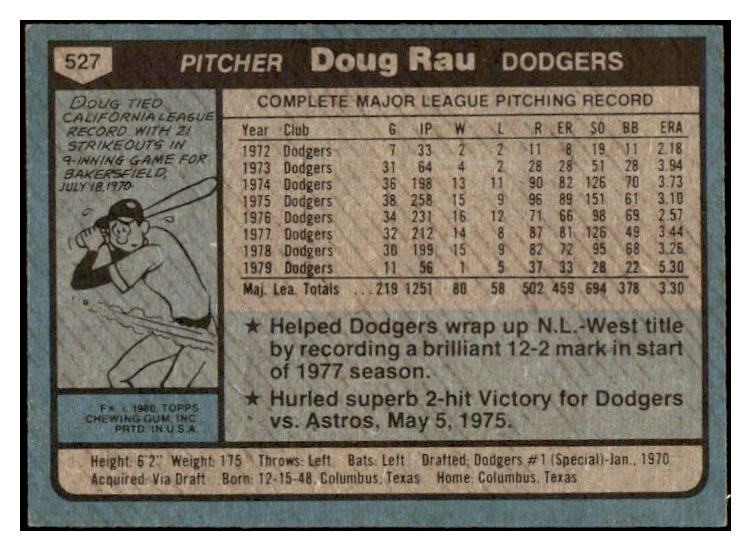 527
PITCHER Doug Rau DODGERS
DOUG TIED
CALIFORNIA LEAGUE
RECORD WITH 21
STRIKEOUTS IN
9-INNING GAME FOR
BAKERSFIELD,
JULY 18, 1970.
COMPLETE MAJOR LEAGUE PITCHING RECORD
Year Club G IP W L R ER SO BB ERA
1972 Dodgers 7 33 2 2 11 8 19 11 2.18
1973 Dodgers 31 64 4 2 28 28 51 28 3.94
1974 Dodgers 36 198 13 11 90 82 126 70 3.73
1975 Dodgers 38 258 15 9 96 89 151 61 3.10
1976 Dodgers 34 231 16 12 71 66 98 69 2.57
1977 Dodgers 32 212 14 8 87 81 126 49 3.44
1978 Dodgers 30 199 15 9 82 72 95 68 3.26
1979 Dodgers 11 56 1 5 37 33 28 22 5.30
Maj. Lea. Totals ...219 1251 80 58 502 459 694 378 3.30
★ Helped Dodgers wrap up N.L.-West title
by recording a brilliant 12-2 mark in start
of 1977 season.
★ Hurled superb 2-hit Victory for Dodgers
vs. Astros, May 5, 1975.
F* © 1980, TOPPS
CHEWING GUM, INC.
PRTD. IN U.S.A.
Height: 6'2" Weight: 175 Throws: Left Bats: Left Drafted: Dodgers #1 (Special)-Jan., 1970
Acquired: Via Draft Born: 12-15-48, Columbus, Texas Home: Columbus, Texas